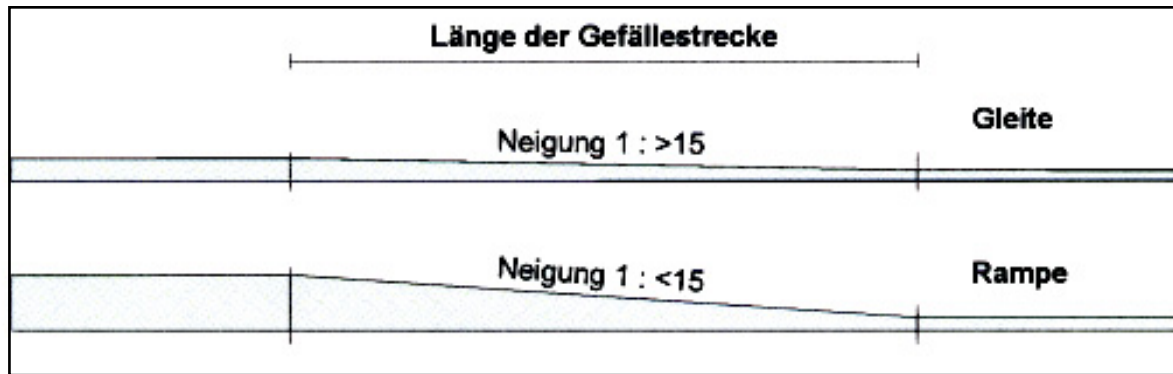 Länge der Gefällestrecke
Neigung 1 : >15
Gleite
Neigung 1 : <15
Rampe